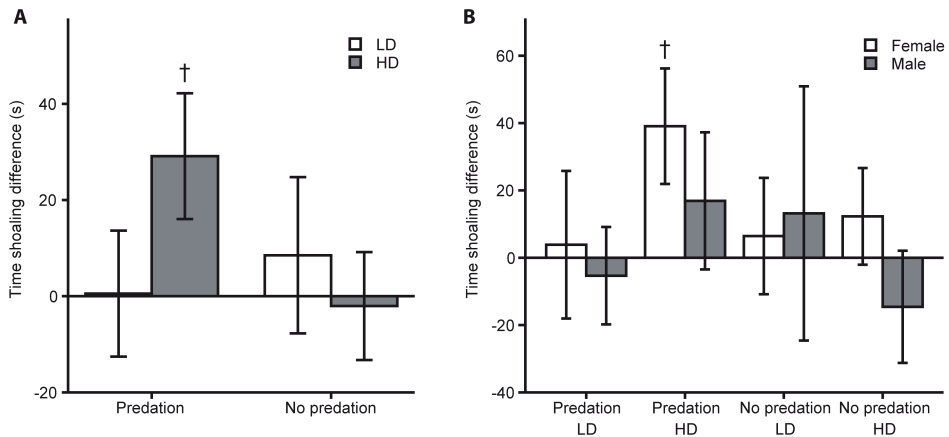 A
Time shoaling difference (s)
40
20
0
-20
†
LD
HD
Predation
No predation
B
Time shoaling difference (s)
60
40
20
0
-20
-40
†
Female
Male
Predation
LD
Predation
HD
No predation
LD
No predation
HD